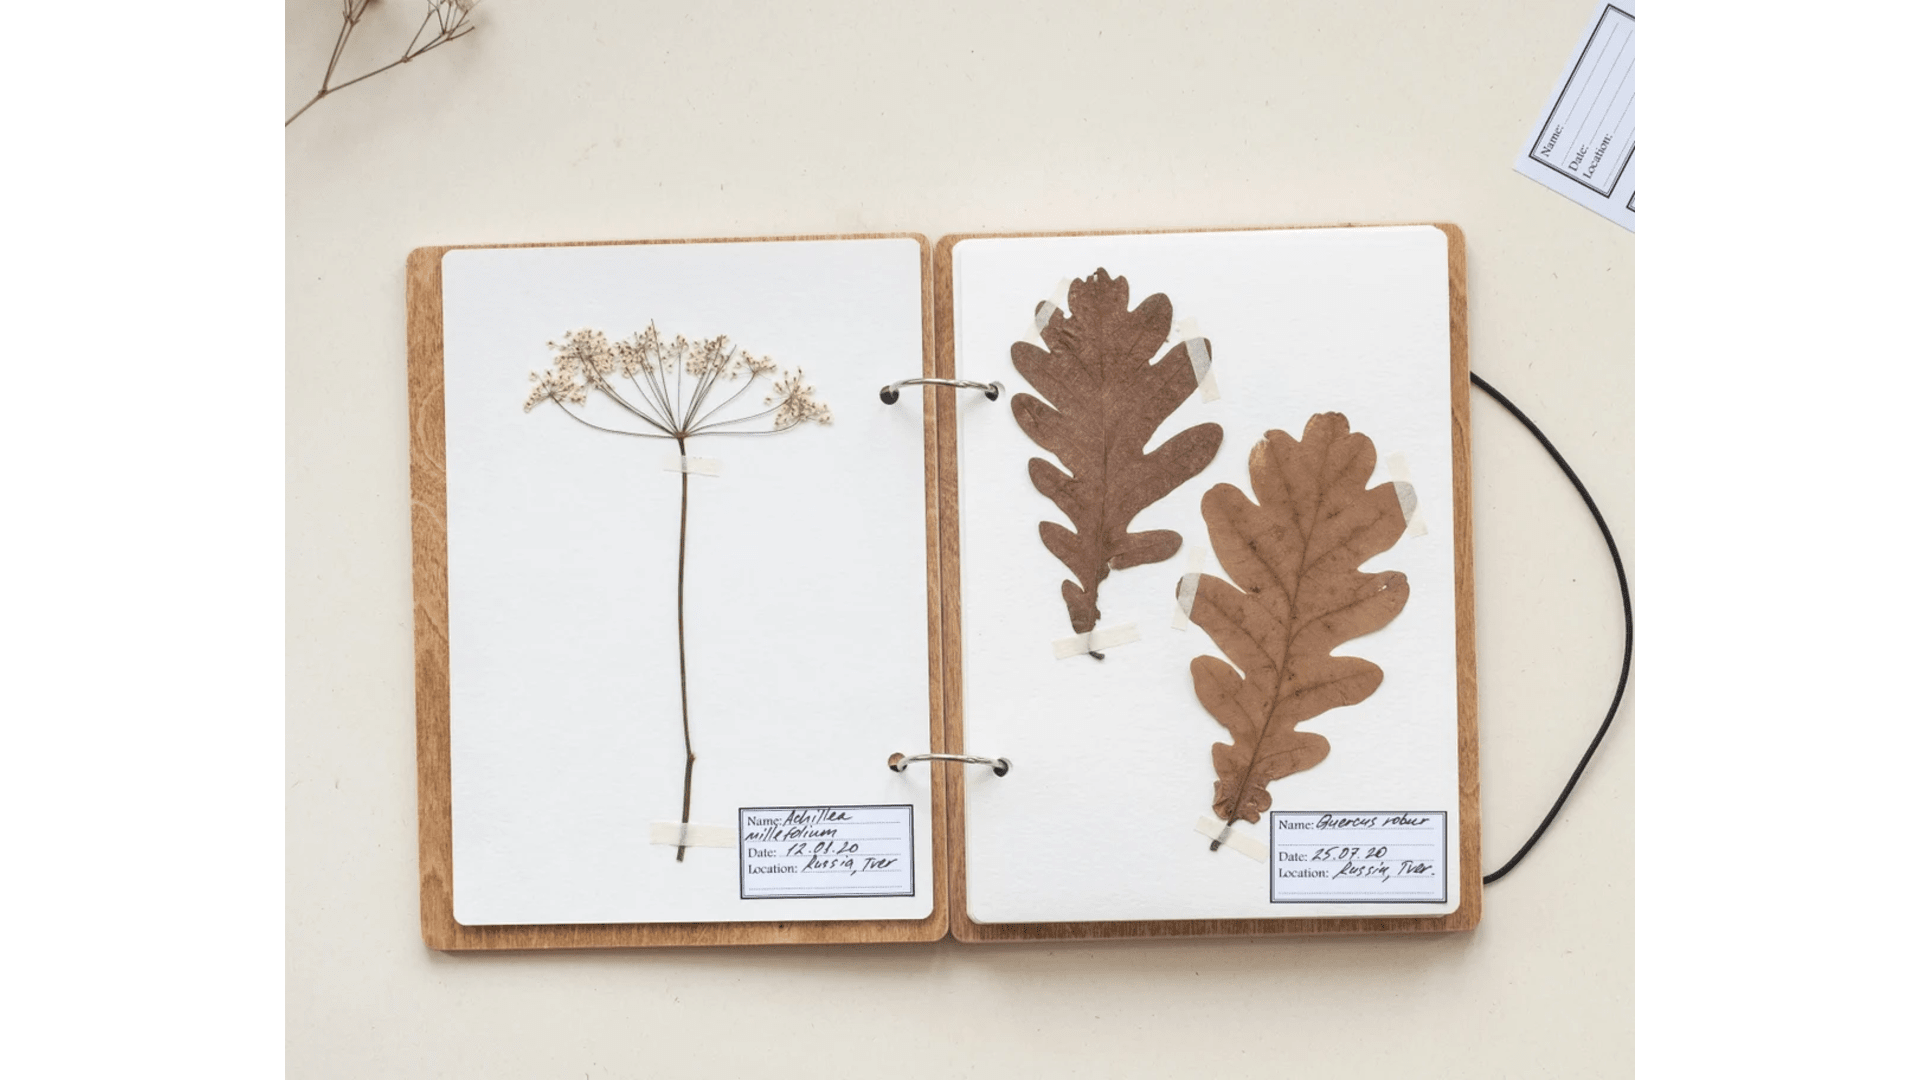 Name: Achillea
millefolium
Date: 12.08.20
Location: Russia, Tver
Name: Quercus robur
Date: 25.07.20
Location: Russia, Tver.
Name:
Date:
Location: